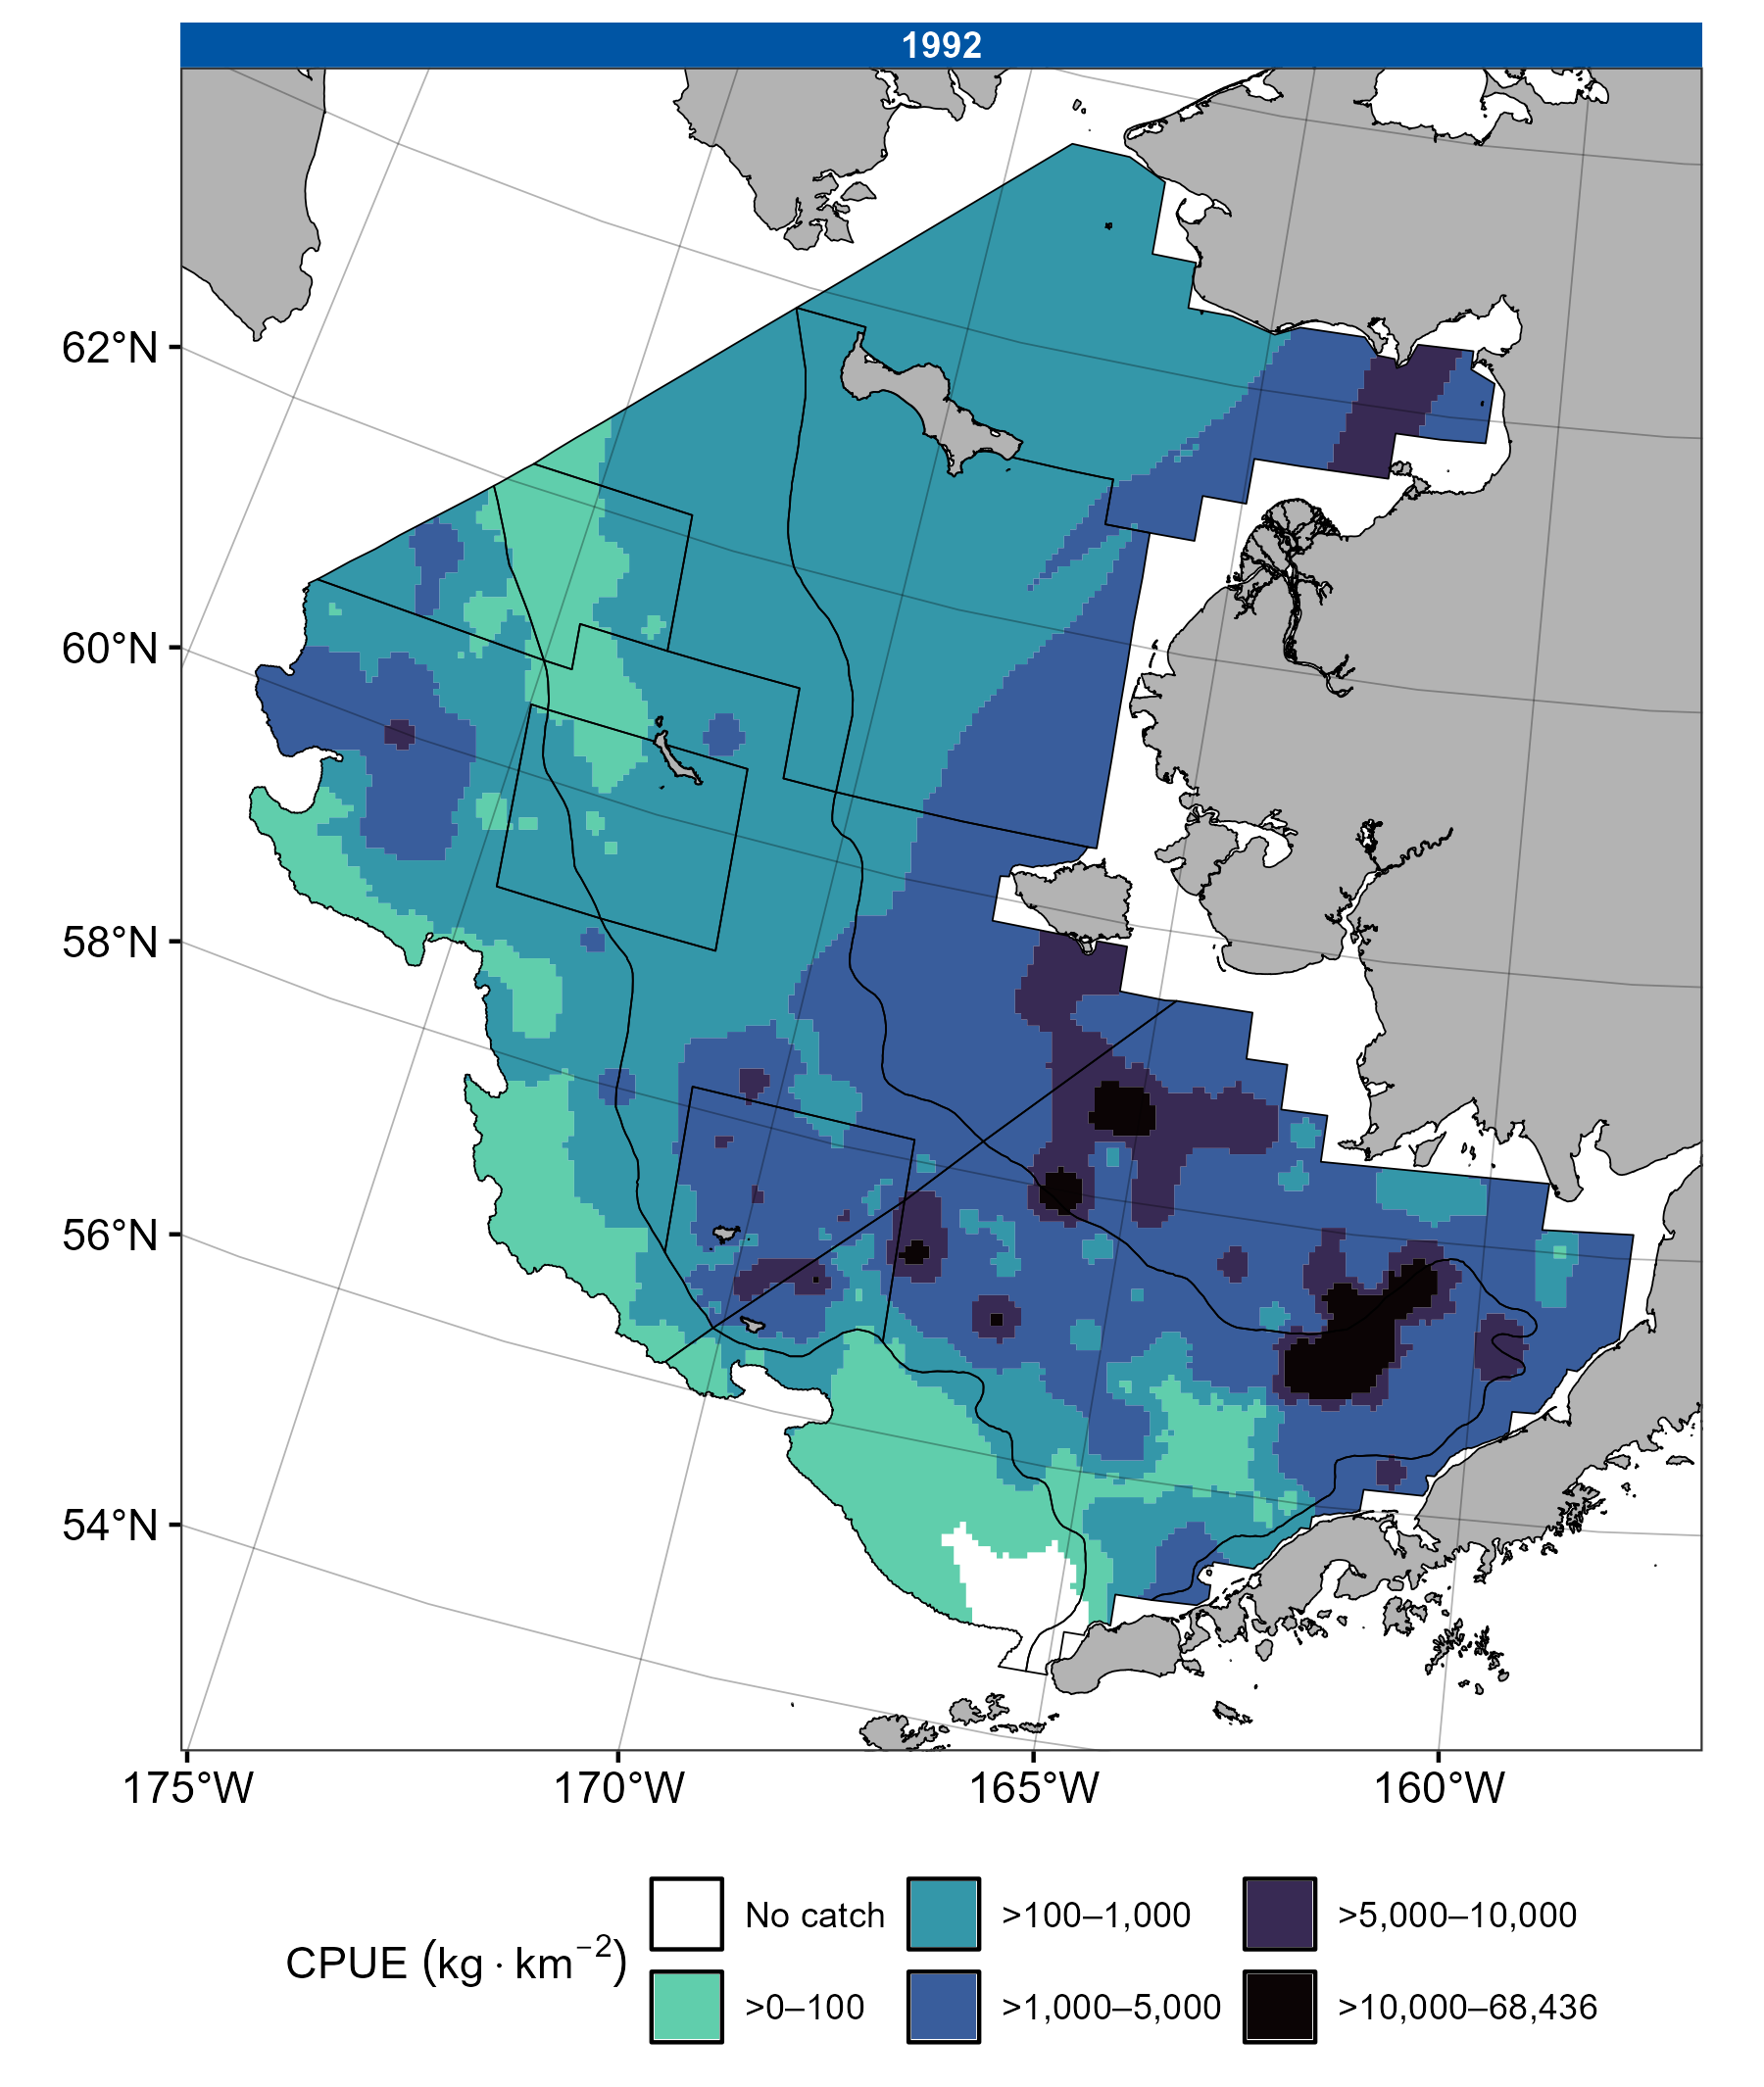 1992
62°N
60°N
58°N
56°N
54°N
175°W 170°W 165°W 160°W
CPUE (kg · km⁻²)
No catch >100–1,000 >5,000–10,000
>0–100 >1,000–5,000 >10,000–68,436